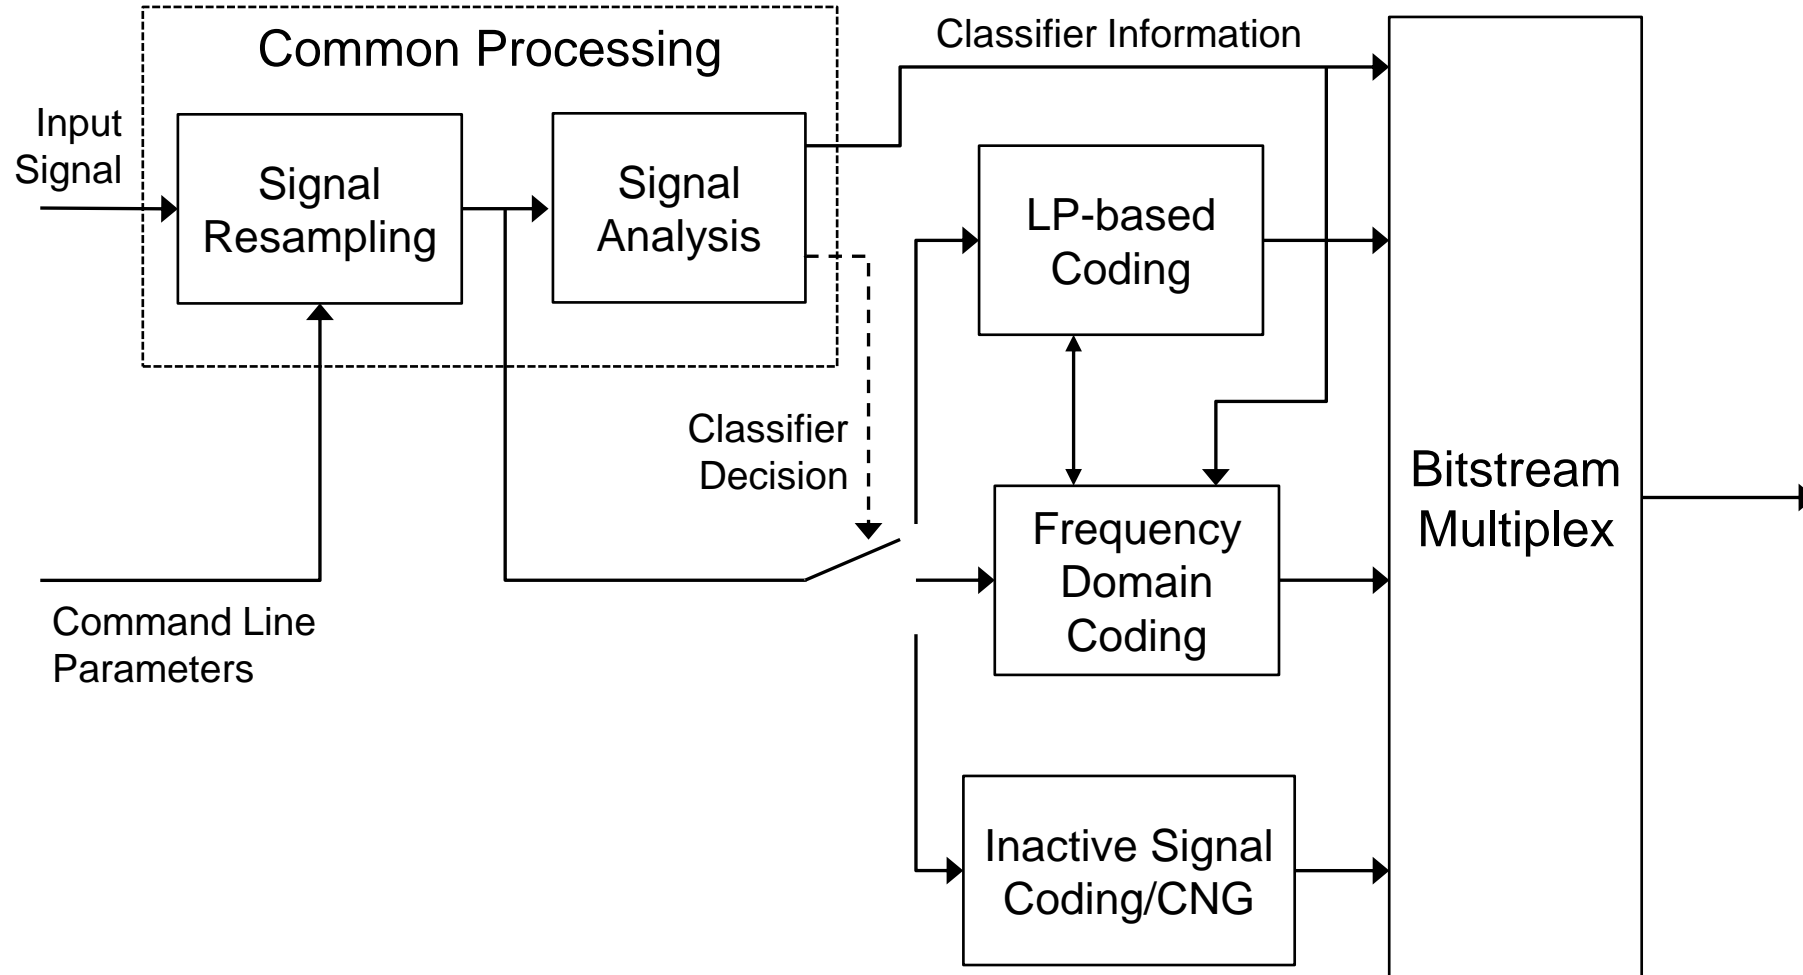 Common Processing
Classifier Information
Input
Signal
Signal
Resampling
Signal
Analysis
LP-based
Coding
Classifier
Decision
Bitstream
Multiplex
Frequency
Domain
Coding
Command Line
Parameters
Inactive Signal
Coding/CNG